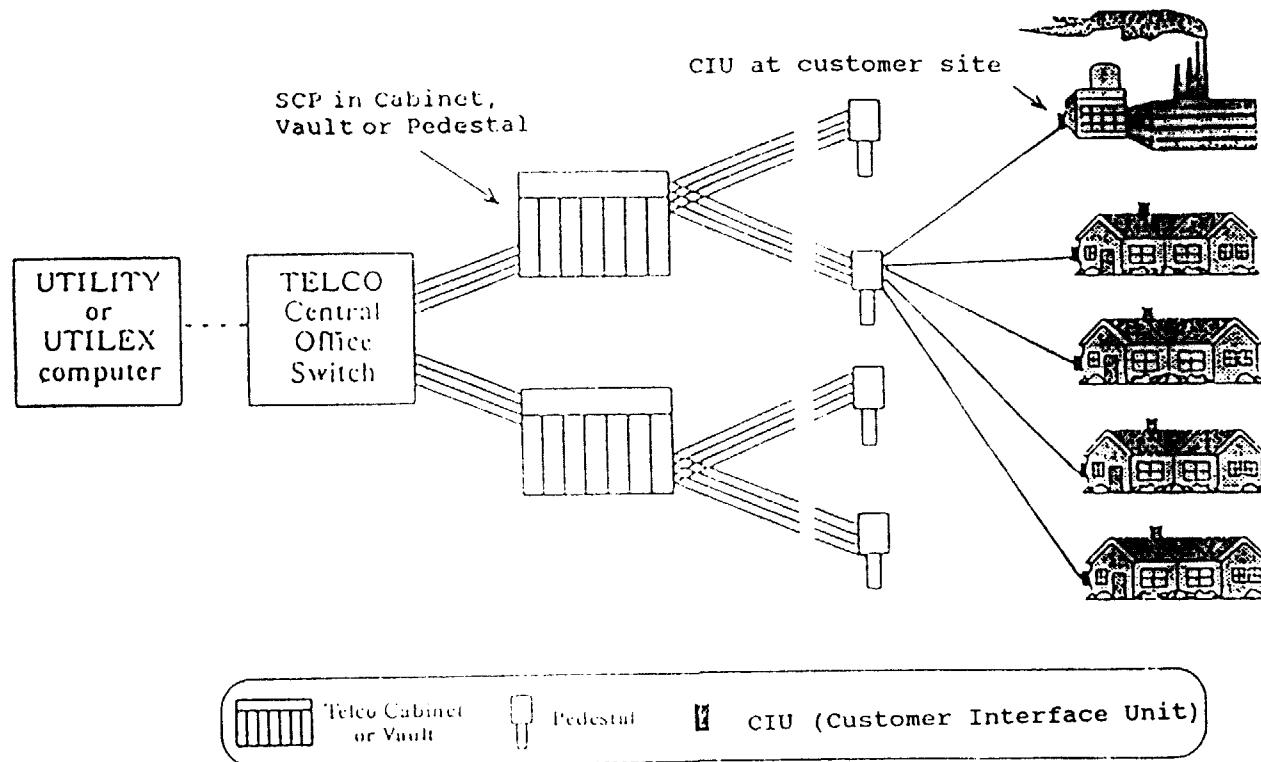 CIU at customer site
SCP in Cabinet,
Vault or Pedestal
UTILITY
or
UTILEX
computer
TELCO
Central
Office
Switch
Telco Cabinet
or Vault
Pedestal
CIU (Customer Interface Unit)